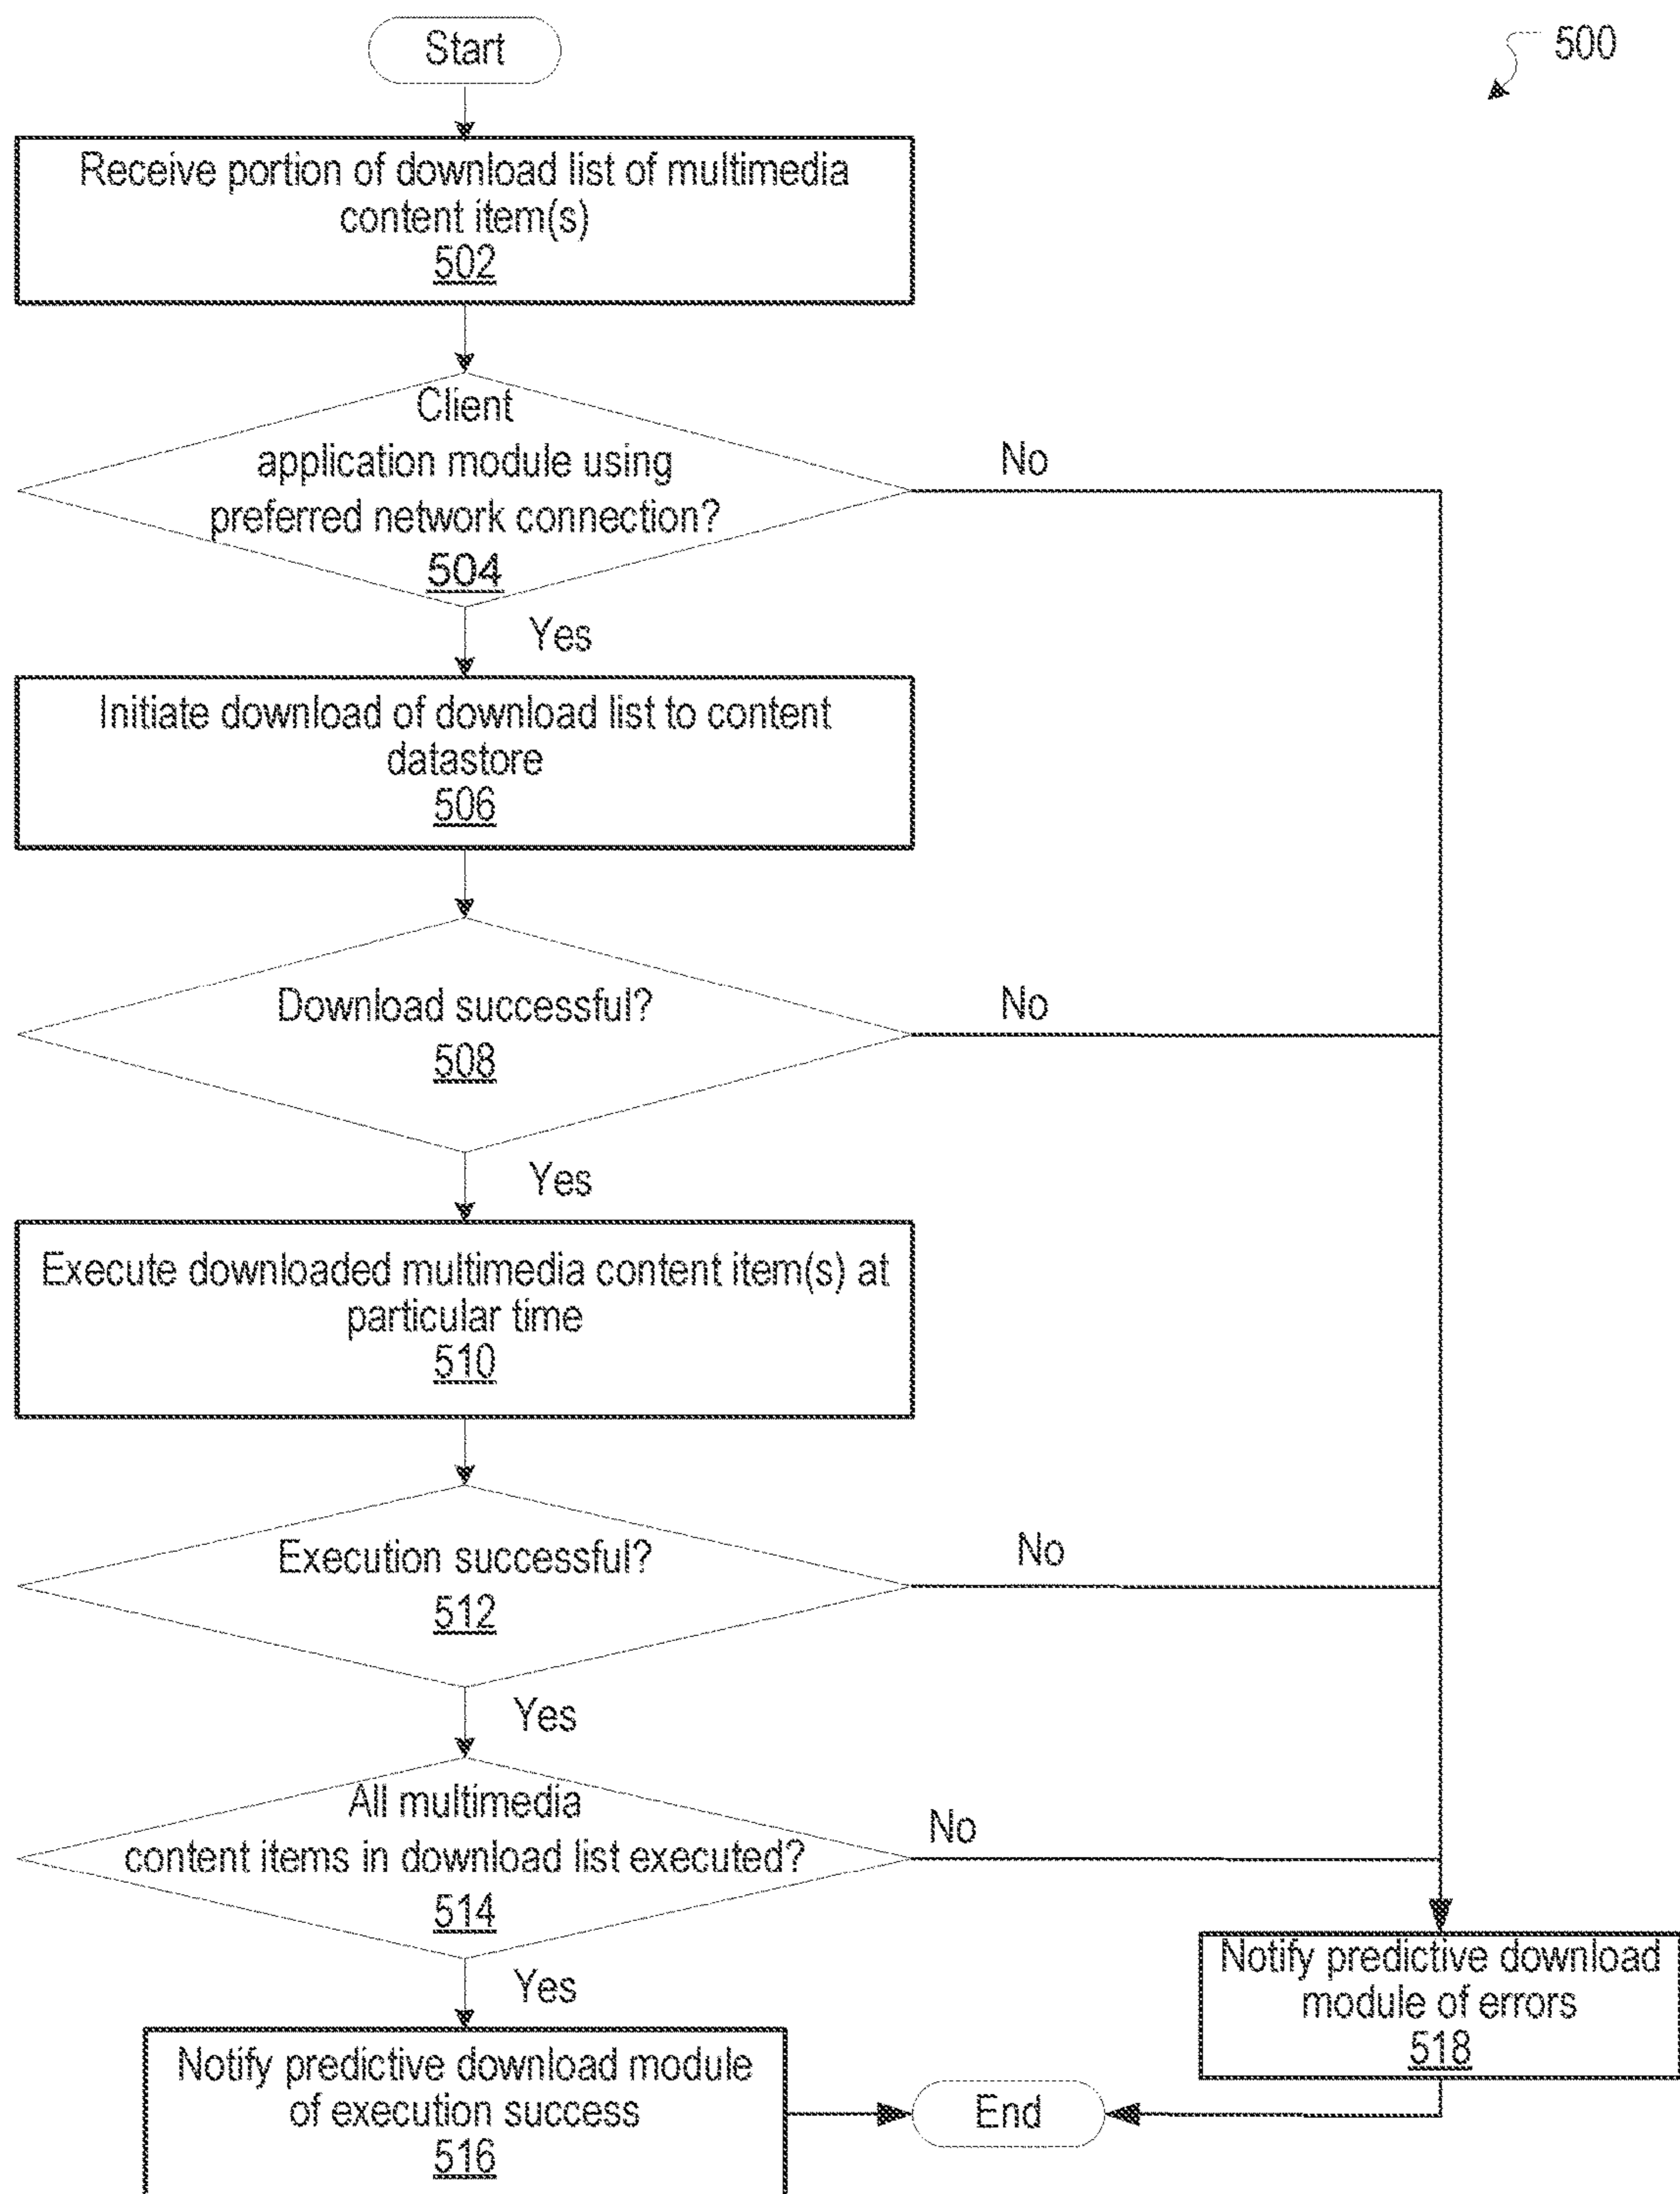 Start
500
Receive portion of download list of multimedia
content item(s)
502
Client
application module using
preferred network connection?
504
No
Yes
Initiate download of download list to content
datastore
506
Download successful?
508
No
Yes
Execute downloaded multimedia content item(s) at
particular time
510
Execution successful?
512
No
Yes
All multimedia
content items in download list executed?
514
No
Yes
Notify predictive download
module of errors
518
Notify predictive download module
of execution success
516
End